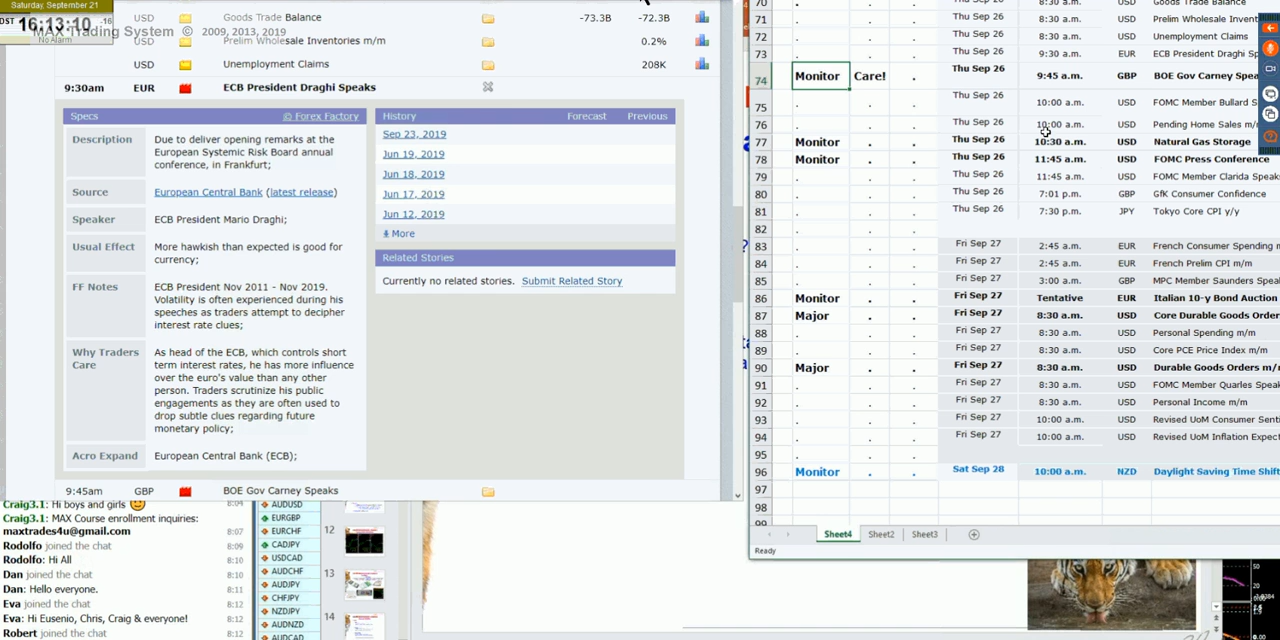 Saturday, September 21
DST
16:13:10
-16
No Alarm
MAX Trading System © 2009, 2013, 2019
USD Goods Trade Balance -73.3B -72.3B
USD Prelim Wholesale Inventories m/m 0.2%
USD Unemployment Claims 208K
9:30am EUR ECB President Draghi Speaks
Specs © Forex Factory
Description Due to deliver opening remarks at the
European Systemic Risk Board annual
conference, in Frankfurt;
Source European Central Bank (latest release)
Speaker ECB President Mario Draghi;
Usual Effect More hawkish than expected is good for
currency;
FF Notes ECB President Nov 2011 - Nov 2019.
Volatility is often experienced during his
speeches as traders attempt to decipher
interest rate clues;
Why Traders Care As head of the ECB, which controls short
term interest rates, he has more influence
over the euro's value than any other
person. Traders scrutinize his public
engagements as they are often used to
drop subtle clues regarding future
monetary policy;
Acro Expand European Central Bank (ECB);
History Forecast Previous
Sep 23, 2019
Jun 19, 2019
Jun 18, 2019
Jun 17, 2019
Jun 12, 2019
More
Related Stories
Currently no related stories. Submit Related Story
9:45am GBP BOE Gov Carney Speaks
70 Thu Sep 26 8:30 a.m. USD Goods Trade Balance
71 . . . Thu Sep 26 8:30 a.m. USD Prelim Wholesale Invent
72 . . . Thu Sep 26 8:30 a.m. USD Unemployment Claims
73 . . . Thu Sep 26 9:30 a.m. EUR ECB President Draghi Sp
74 Monitor Care! . Thu Sep 26 9:45 a.m. GBP BOE Gov Carney Spea
75 . . . Thu Sep 26 10:00 a.m. USD FOMC Member Bullard S
76 . . . Thu Sep 26 10:00 a.m. USD Pending Home Sales m/
77 Monitor . . Thu Sep 26 10:30 a.m. USD Natural Gas Storage
78 Monitor . . Thu Sep 26 11:45 a.m. USD FOMC Press Conference
79 . . . Thu Sep 26 11:45 a.m. USD FOMC Member Clarida Spea
80 . . . Thu Sep 26 7:01 p.m. GBP GfK Consumer Confidence
81 . . . Thu Sep 26 7:30 p.m. JPY Tokyo Core CPI y/y
82 . . .
83 . . . Fri Sep 27 2:45 a.m. EUR French Consumer Spending
84 . . . Fri Sep 27 2:45 a.m. EUR French Prelim CPI m/m
85 . . . Fri Sep 27 3:00 a.m. GBP MPC Member Saunders Speak
86 Monitor . . Fri Sep 27 Tentative EUR Italian 10-y Bond Auction
87 Major . . Fri Sep 27 8:30 a.m. USD Core Durable Goods Order
88 . . . Fri Sep 27 8:30 a.m. USD Personal Spending m/m
89 . . . Fri Sep 27 8:30 a.m. USD Core PCE Price Index m/m
90 Major . . Fri Sep 27 8:30 a.m. USD Durable Goods Orders m/
91 . . . Fri Sep 27 8:30 a.m. USD FOMC Member Quarles Speak
92 . . . Fri Sep 27 8:30 a.m. USD Personal Income m/m
93 . . . Fri Sep 27 10:00 a.m. USD Revised UoM Consumer Senti
94 . . . Fri Sep 27 10:00 a.m. USD Revised UoM Inflation Expect
95 . . .
96 Monitor . . Sat Sep 28 10:00 a.m. NZD Daylight Saving Time Shift
97
98
99
Sheet4 Sheet2 Sheet3
Ready
Craig3.1: Hi boys and girls 8:04
Craig3.1: MAX Course enrollment inquiries:
maxtrades4u@gmail.com 8:07
Rodolfo joined the chat 8:09
Rodolfo: Hi All 8:10
Dan joined the chat 8:10
Dan: Hello everyone. 8:11
Eva joined the chat 8:12
Eva: Hi Eusenio, Chris, Craig & everyone! 8:12
Robert joined the chat 8:12
AUDUSD
EURGBP
EURCHF
CADJPY
USDCAD
AUDCHF
AUDJPY
CHFJPY
NZDJPY
AUDNZD
AUDCAD
12
13
14